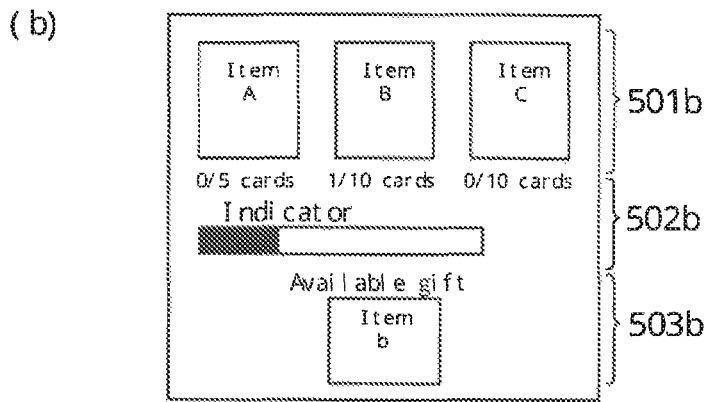 (b)
Item Item Item
A B C
501b
0/5 cards 1/10 cards 0/10 cards
Indicator
502b
Available gift
Item
b
503b